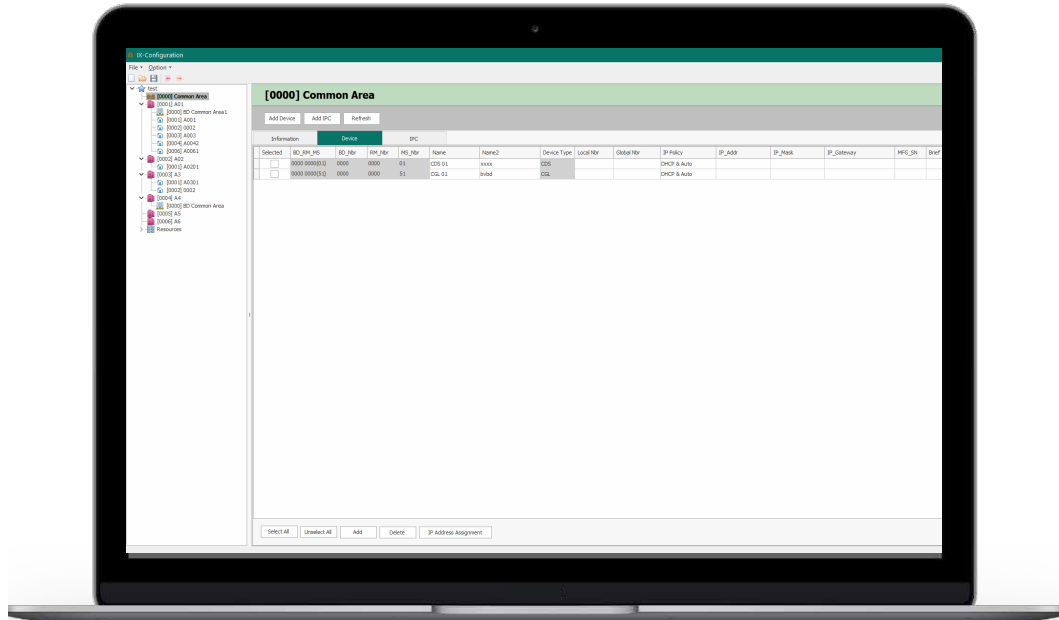 IX-Configuration
File Option
test
[0000] Common Area
[0001] A01
[0000] BD Common Area1
[0001] A001
[0002] 0002
[0003] A003
[0004] A0042
[0006] A0061
[0002] A02
[0001] A0201
[0003] A3
[0001] A0301
[0002] 0002
[0004] A4
[0000] BD Common Area
[0005] A5
[0006] A6
Resources
[0000] Common Area
Add Device Add IPC Refresh
Information Device IPC
Selected BD_RM_MS BD_Nbr RM_Nbr MS_Nbr Name Name2 Device Type Local Nbr Global Nbr IP Policy IP_Addr IP_Mask IP_Gateway MFG_SN Brief
0000 0000(01) 0000 0000 01 CDS 01 xxxx CDS DHCP & Auto
0000 0000(51) 0000 0000 51 CGL 01 CGL DHCP & Auto
Select All Unselect All Add Delete IP Address Assignment